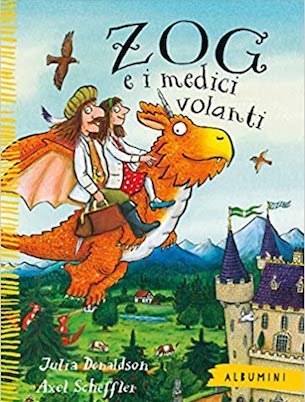 ZOG
e i medici
volanti
Julia Donaldson
Axel Scheffler
ALBUMINI